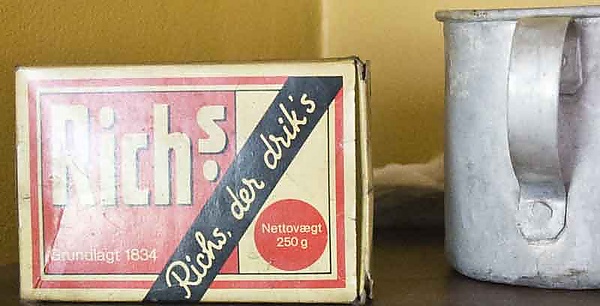 Richs.
Grundlagt 1834
Richs, der drik's
Nettovægt
250 g